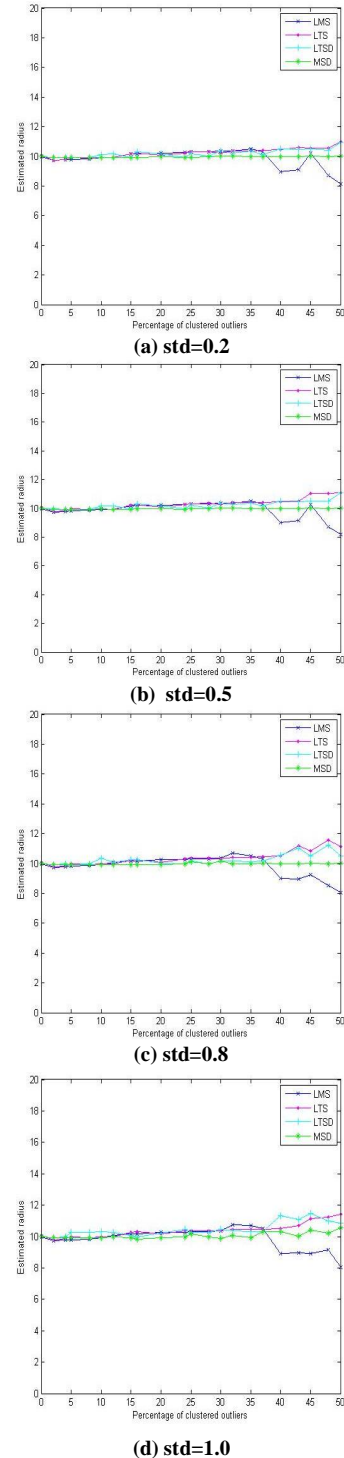 20
18
16
14
12
10
8
6
4
2
0
Estimated radius
LMS
LTS
LTSD
MSD
0 5 10 15 20 25 30 35 40 45 50
Percentage of clustered outliers
(a) std=0.2
20
18
16
14
12
10
8
6
4
2
0
Estimated radius
LMS
LTS
LTSD
MSD
0 5 10 15 20 25 30 35 40 45 50
Percentage of clustered outliers
(b) std=0.5
20
18
16
14
12
10
8
6
4
2
0
Estimated radius
LMS
LTS
LTSD
MSD
0 5 10 15 20 25 30 35 40 45 50
Percentage of clustered outliers
(c) std=0.8
20
18
16
14
12
10
8
6
4
2
0
Estimated radius
LMS
LTS
LTSD
MSD
0 5 10 15 20 25 30 35 40 45 50
Percentage of clustered outliers
(d) std=1.0